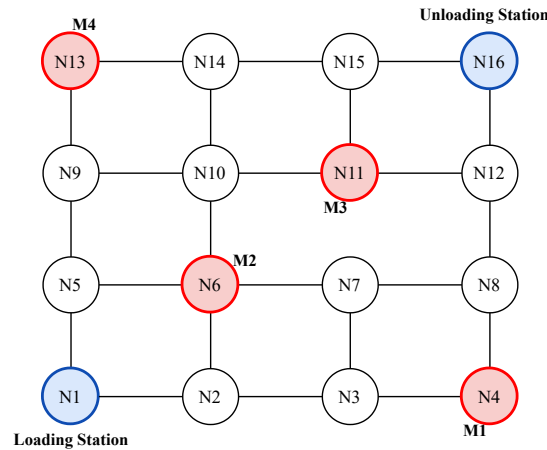 Unloading Station
M4
N13 N14 N15 N16
N9 N10 N11 N12
M3
M2
N5 N6 N7 N8
N1 N2 N3 N4
Loading Station M1